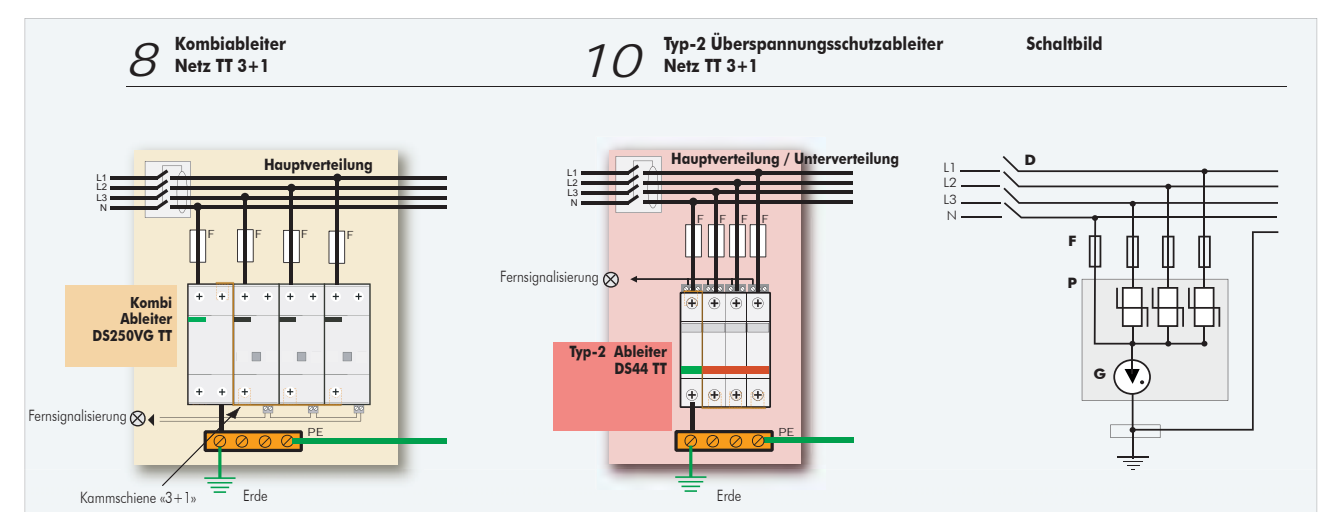 8 Kombiableiter
Netz TT 3+1
10 Typ-2 Überspannungsschutzableiter
Netz TT 3+1
Schaltbild
Hauptverteilung
L1
L2
L3
N
F F F F
Kombi
Ableiter
DS250VG TT
Fernsignalisierung
PE
Kammschiene «3+1»
Erde
Hauptverteilung / Unterverteilung
L1
L2
L3
N
F F F F
Fernsignalisierung
Typ-2 Ableiter
DS44 TT
PE
Erde
L1
D
L2
L3
N
F
P
G